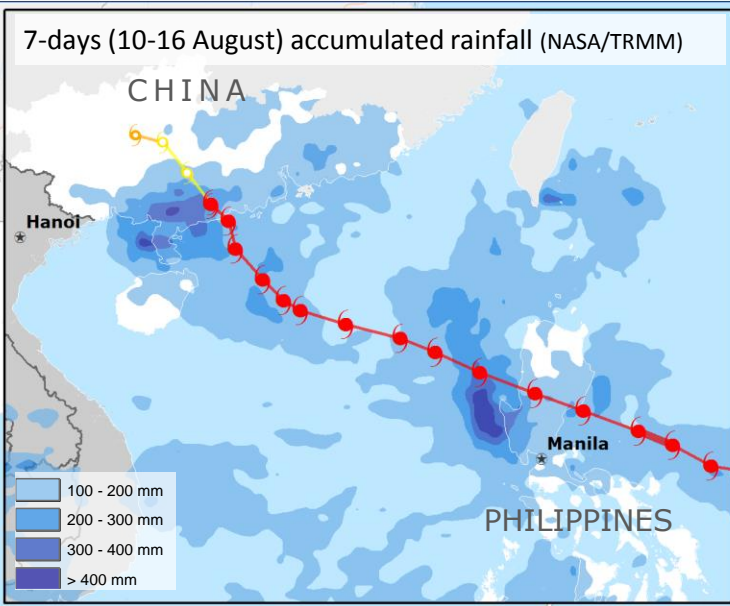 7-days (10-16 August) accumulated rainfall (NASA/TRMM)
CHINA
Hanoi
Manila
PHILIPPINES
100 - 200 mm
200 - 300 mm
300 - 400 mm
> 400 mm